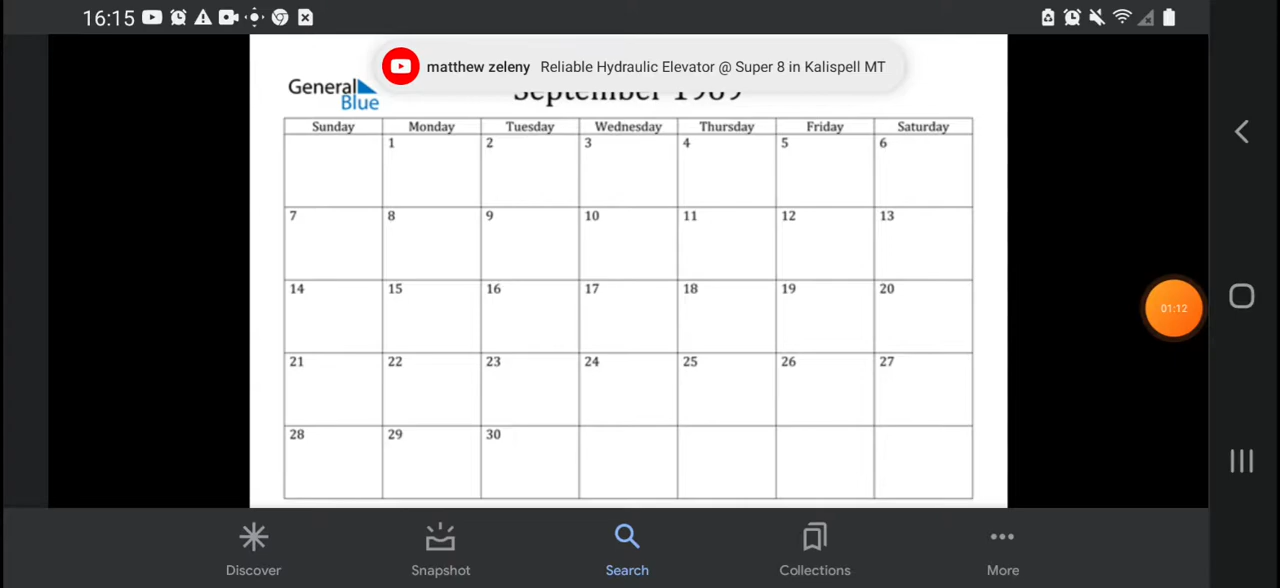 16:15
matthew zeleny Reliable Hydraulic Elevator @ Super 8 in Kalispell MT
General Blue
September 1969
Sunday Monday Tuesday Wednesday Thursday Friday Saturday
1 2 3 4 5 6
7 8 9 10 11 12 13
14 15 16 17 18 19 20
21 22 23 24 25 26 27
28 29 30
01:12
Discover Snapshot Search Collections More